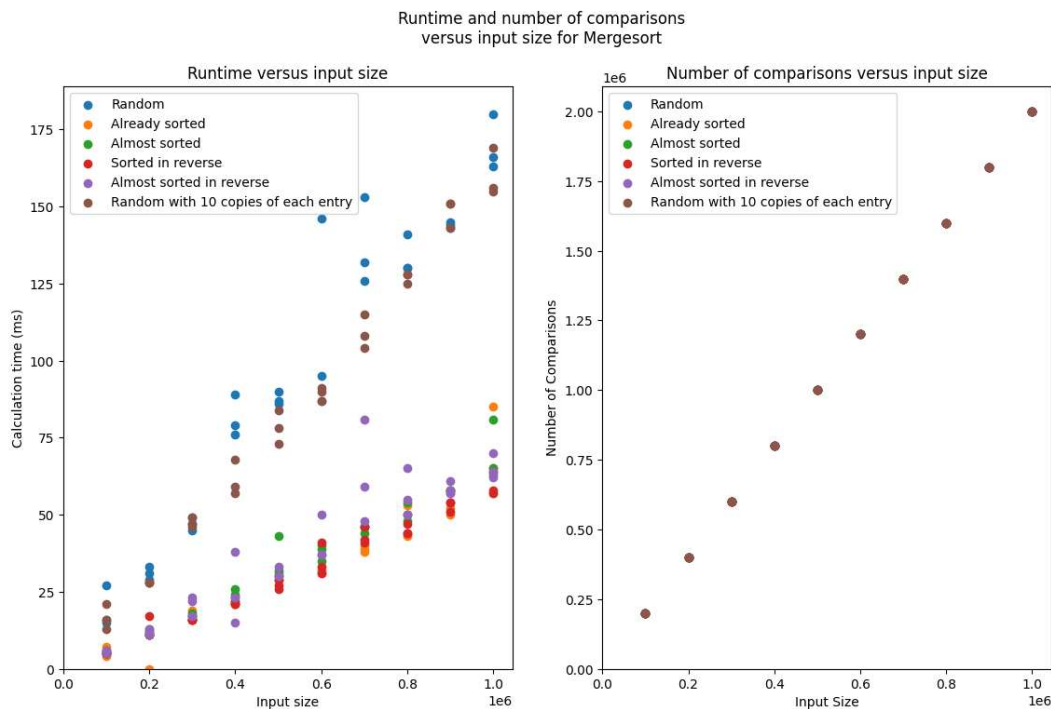 Runtime and number of comparisons
versus input size for Mergesort
Runtime versus input size
Random
Already sorted
Almost sorted
Sorted in reverse
Almost sorted in reverse
Random with 10 copies of each entry
175
150
125
100
75
50
25
0
Calculation time (ms)
0.0
0.2
0.4
0.6
0.8
1.0
1e6
Input size
Number of comparisons versus input size
1e6
Random
Already sorted
Almost sorted
Sorted in reverse
Almost sorted in reverse
Random with 10 copies of each entry
2.00
1.75
1.50
1.25
1.00
0.75
0.50
0.25
0.00
Number of Comparisons
0.0
0.2
0.4
0.6
0.8
1.0
1e6
Input Size